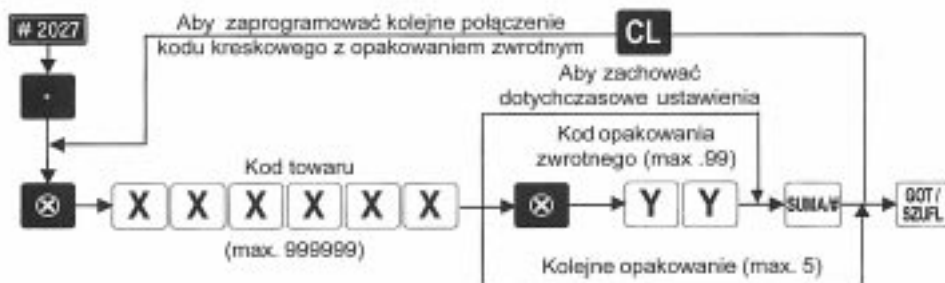 # 2027
Aby zaprogramować kolejne połączenie
kodu kreskowego z opakowaniem zwrotnym
CL
Aby zachować
dotychczasowe ustawienia
.
Kod opakowania
zwrotnego (max .99)
Kod towaru
⊗ X X X X X X ⊗ Y Y SUMA/# GOT /
SZUFL.
(max. 999999)
Kolejne opakowanie (max. 5)